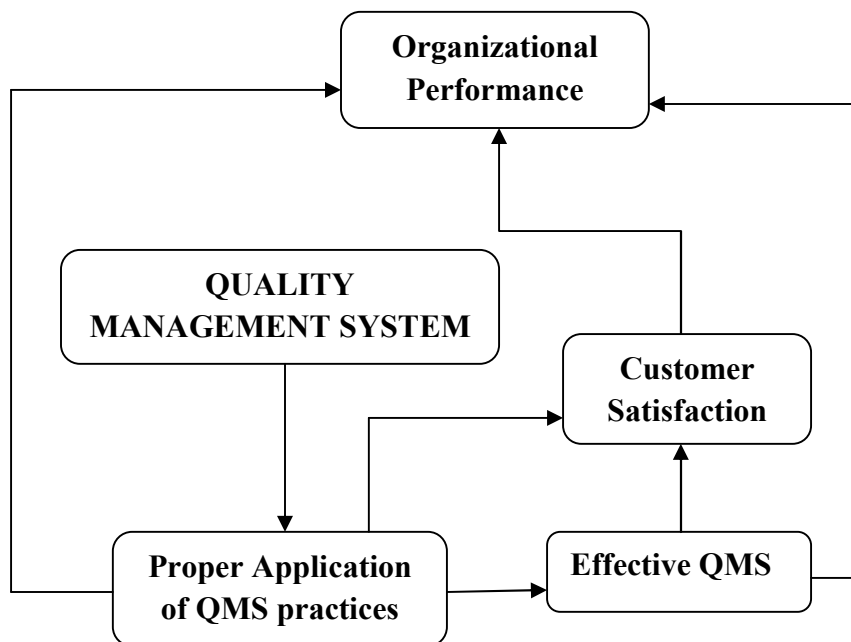 Organizational
Performance
QUALITY
MANAGEMENT SYSTEM
Customer
Satisfaction
Proper Application
of QMS practices
Effective QMS